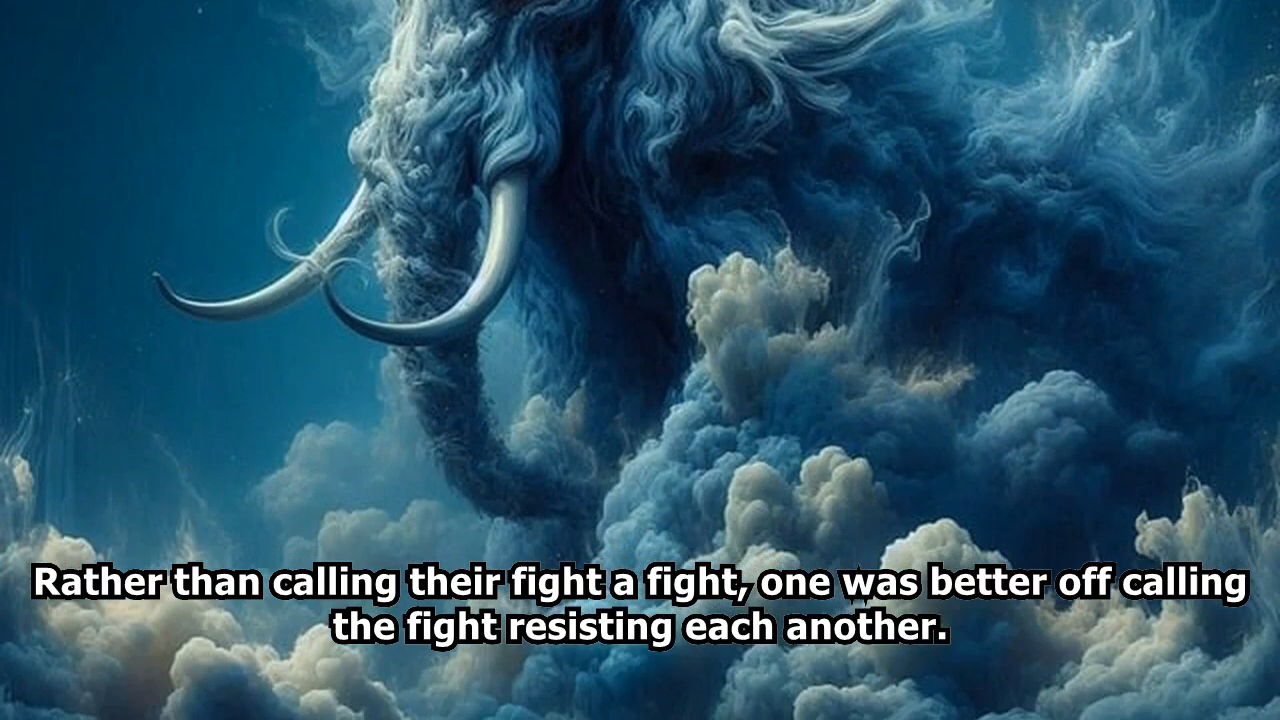 Rather than calling their fight a fight, one was better off calling
the fight resisting each another.